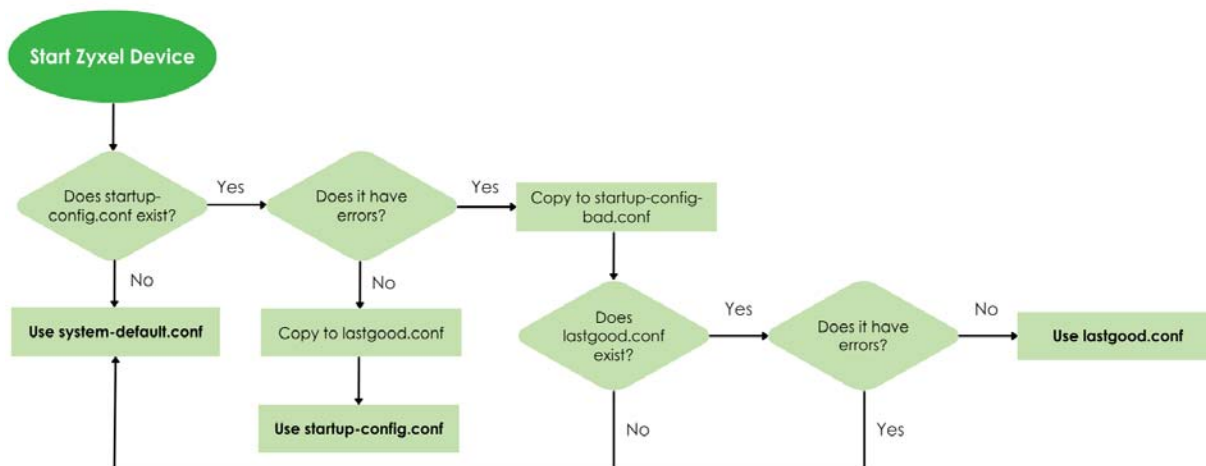 Start Zyxel Device
Does startup-
config.conf exist?
Yes
Does it have
errors?
Yes
Copy to startup-config-
bad.conf
No
No
Use system-default.conf
Copy to lastgood.conf
Does
lastgood.conf
exist?
Yes
Does it have
errors?
No
Use lastgood.conf
Use startup-config.conf
No
Yes